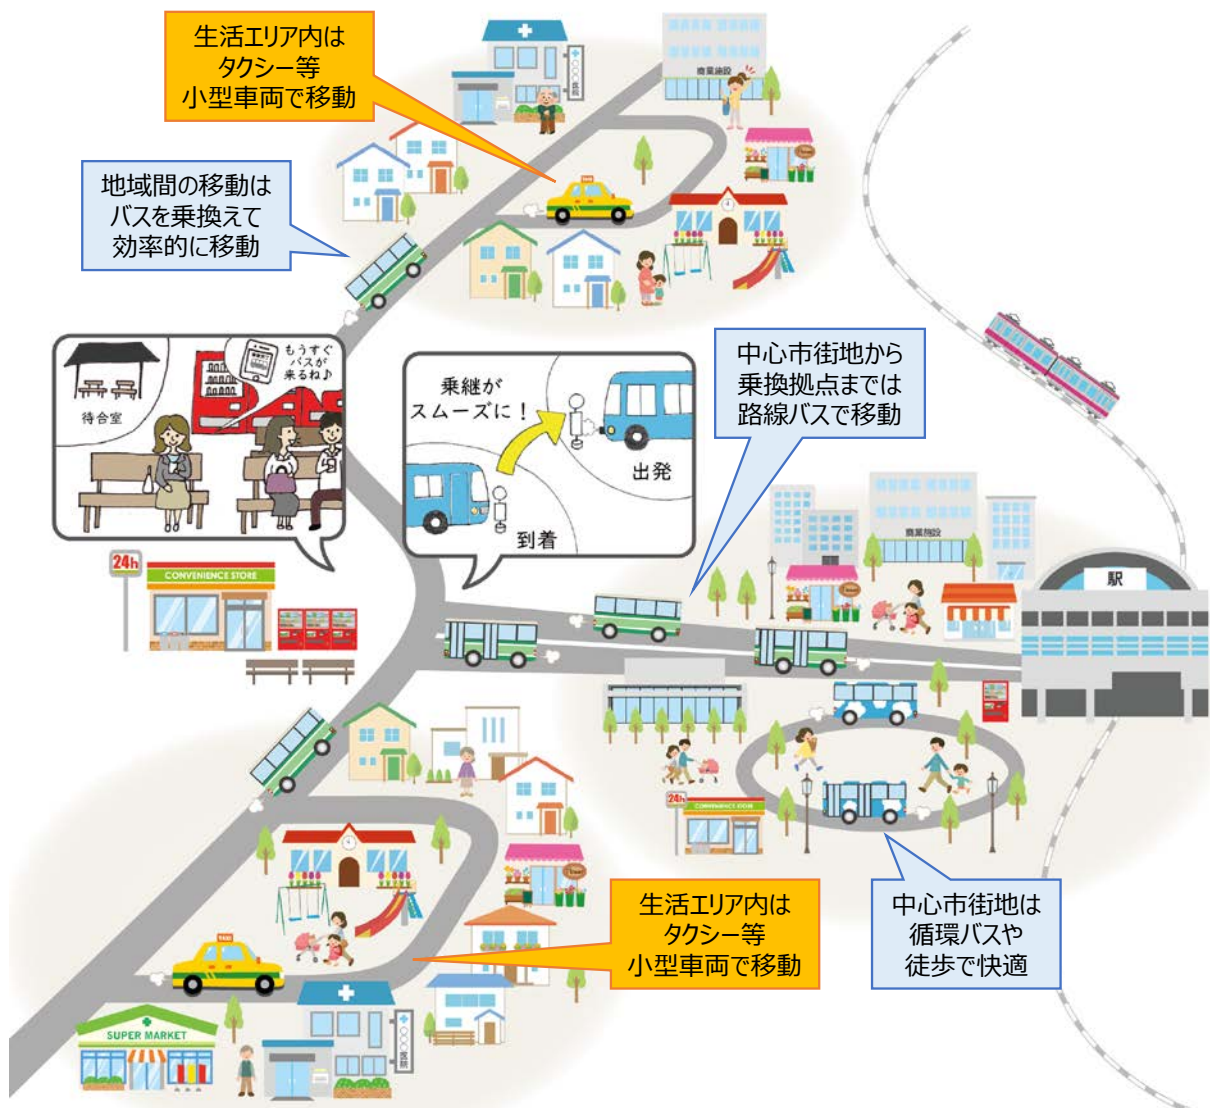 生活エリア内は
タクシー等
小型車両で移動
商業施設
○○○医院
TAXI
地域間の移動は
バスを乗換えて
効率的に移動
もうすぐ
バスが
来るね♪
待合室
乗継が
スムーズに！
出発
到着
中心市街地から
乗換拠点までは
路線バスで移動
商業施設
駅
24h
CONVENIENCE STORE
24h
CONVENIENCE STORE
TAXI
生活エリア内は
タクシー等
小型車両で移動
中心市街地は
循環バスや
徒歩で快適
SUPER MARKET
○○○医院